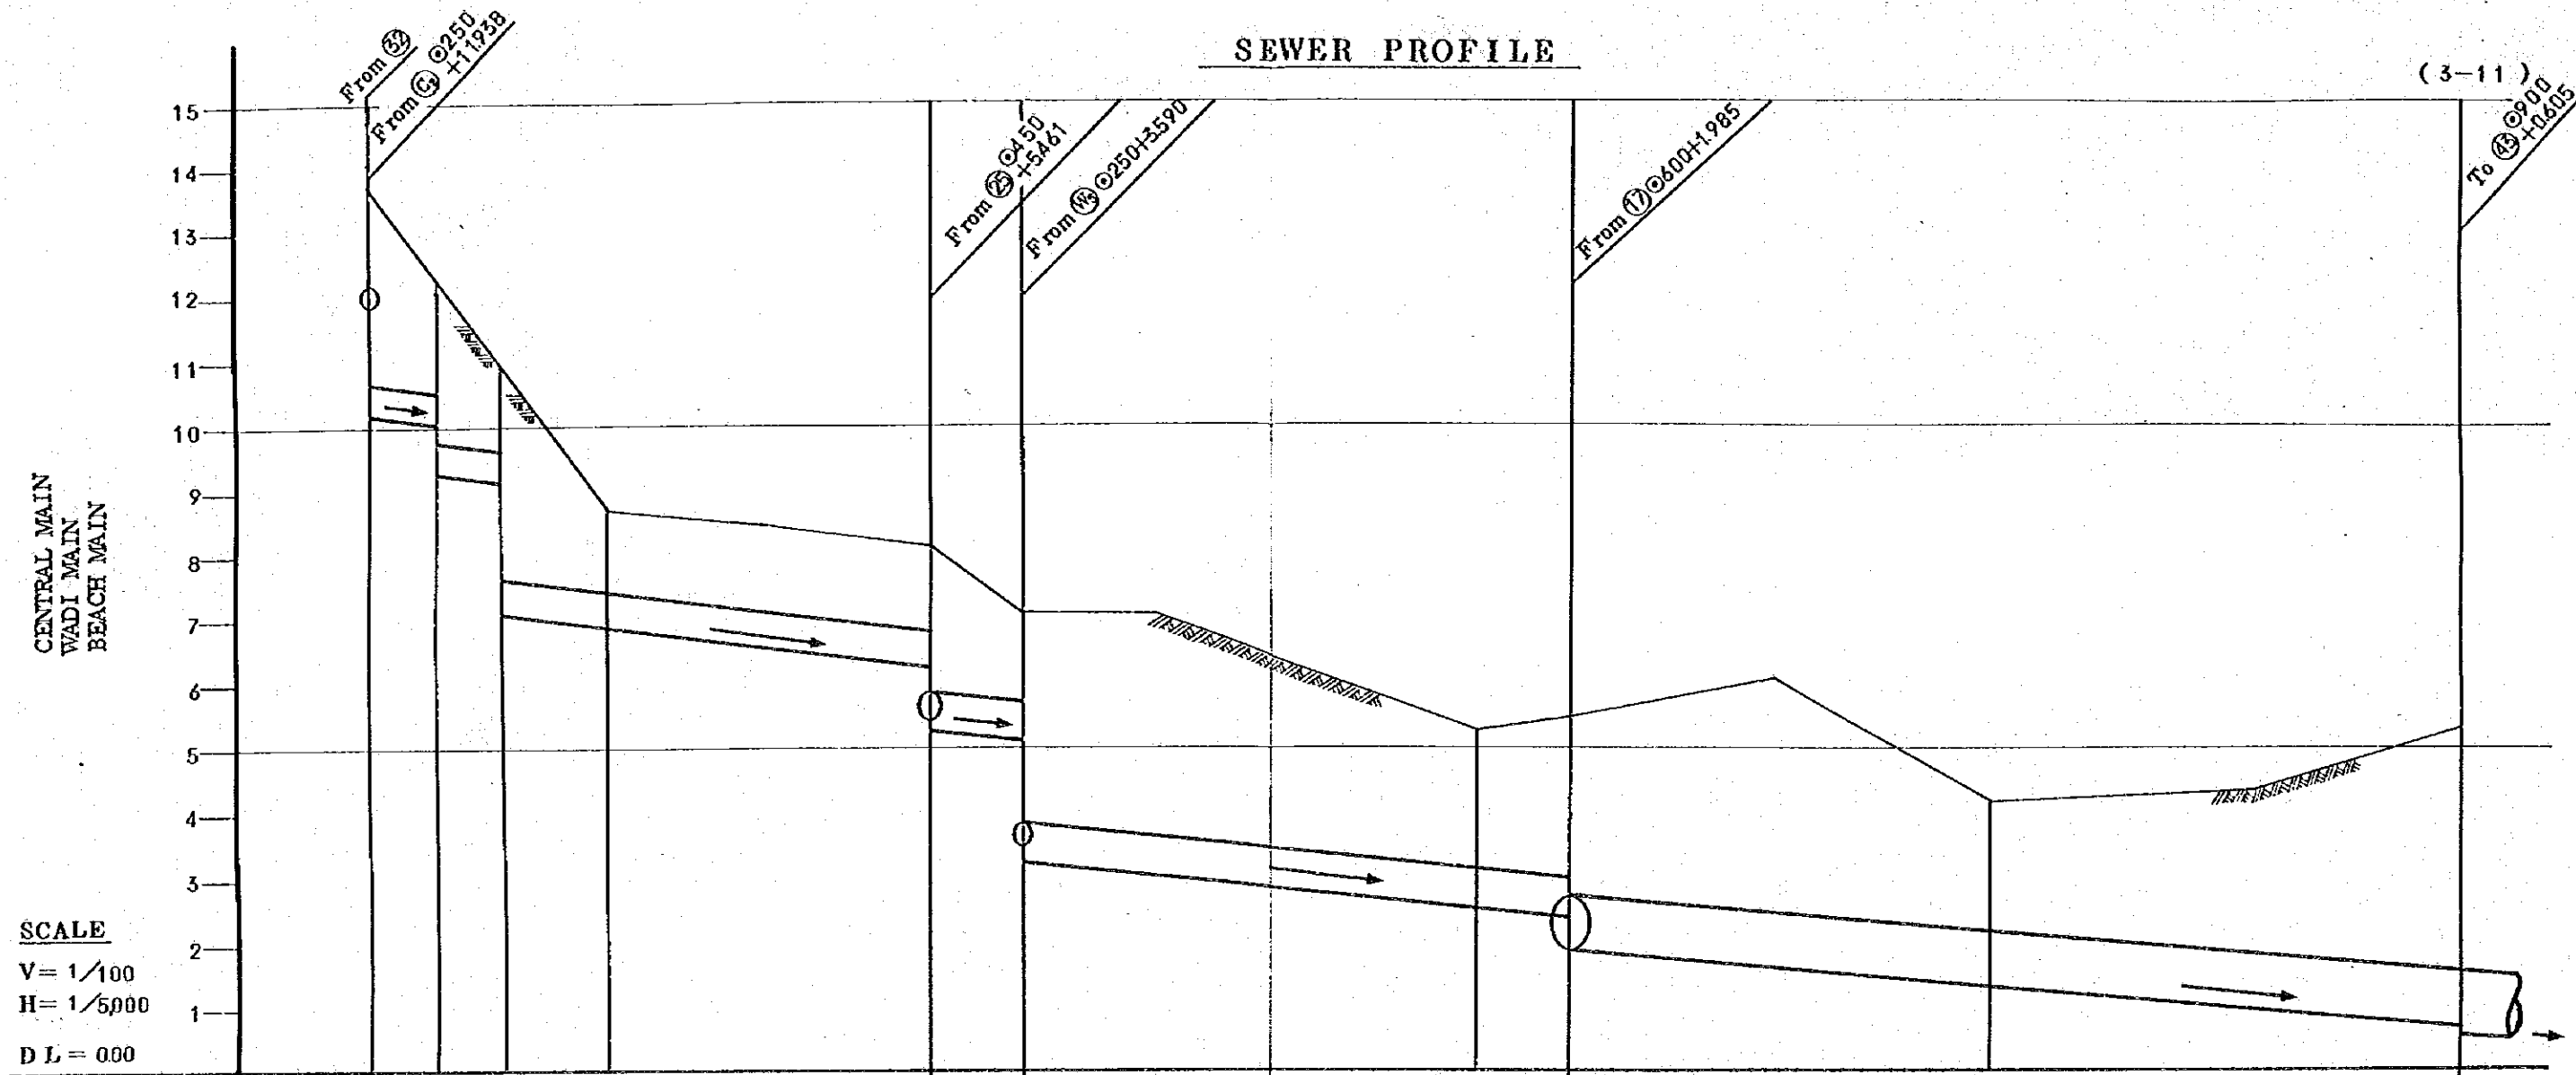 SEWER PROFILE
(3-11)
From ㉜
From C₃ ⊙250
+11.938
From ㉕ ⊙450
+5.461
From W₅ ⊙250+3.590
From ⑰ ⊙600+1.985
To ㊸ ⊙900
+0.605
15
14
13
12
11
10
9
8
7
6
5
4
3
2
1
CENTRAL MAIN
WADI MAIN
BEACH MAIN
SCALE
V= 1/100
H= 1/5,000
D L = 0.00